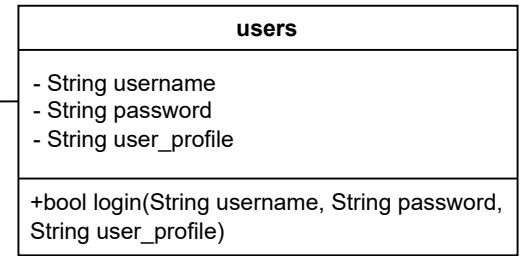 users
- String username
- String password
- String user_profile
+bool login(String username, String password,
String user_profile)